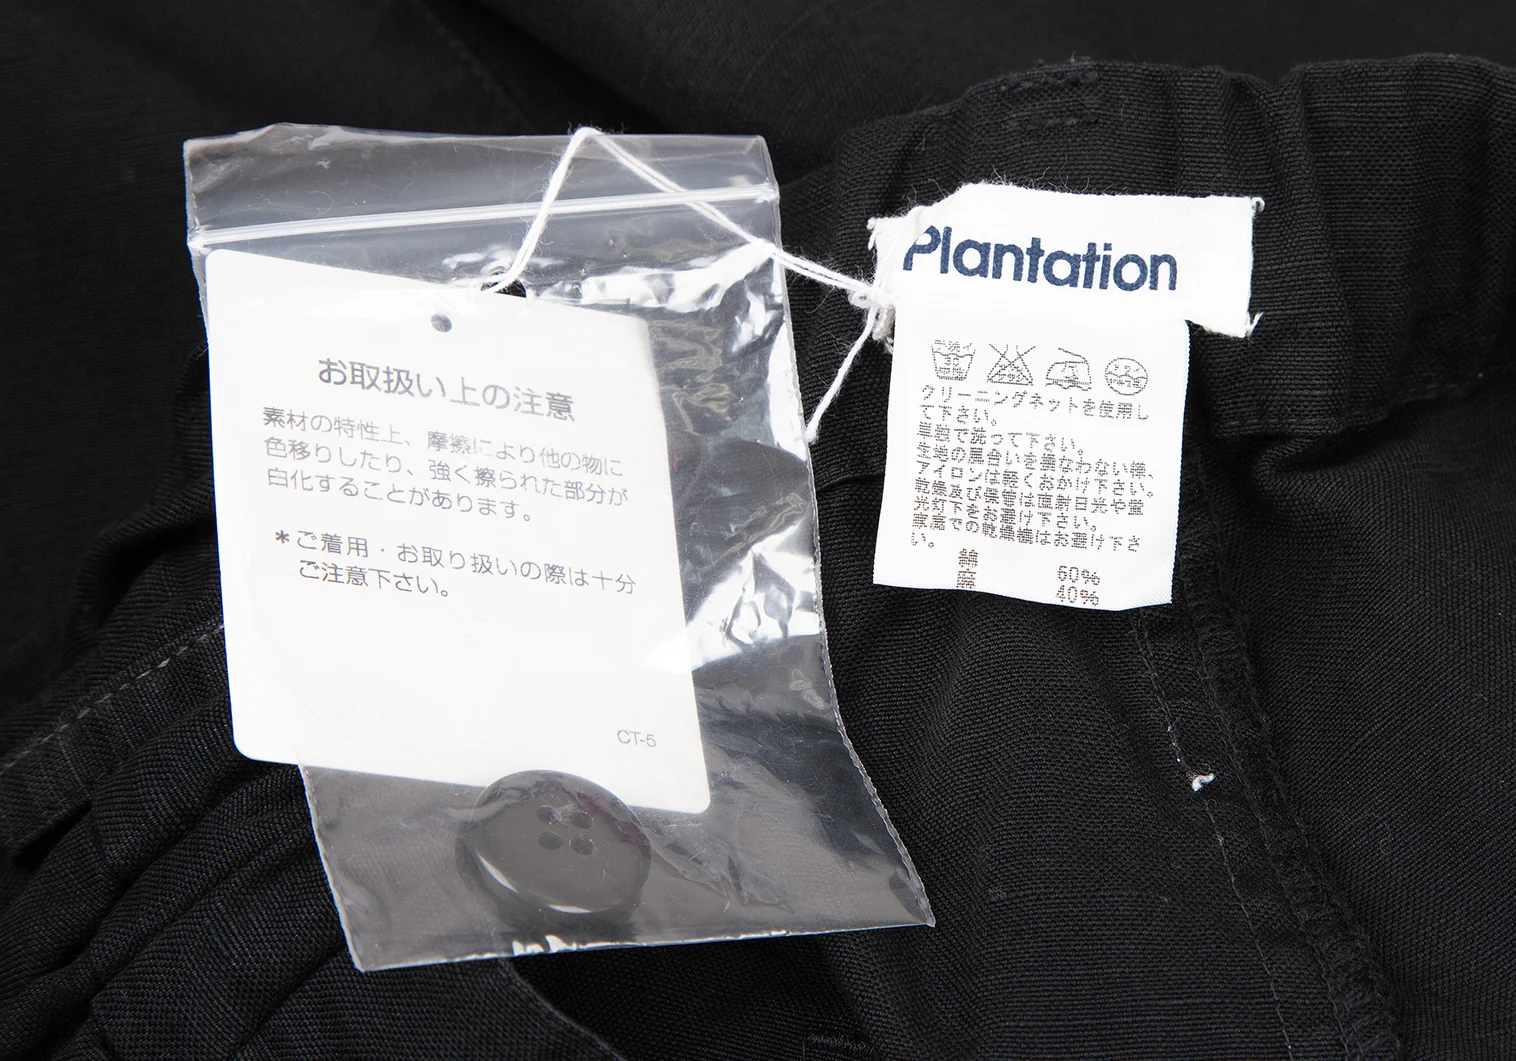 お取扱い上の注意
素材の特性上、摩擦により他の物に
色移りしたり、強く擦られた部分が
白化することがあります。
*ご着用・お取り扱いの際は十分
ご注意下さい。
CT-5
Plantation
クリーニングネットを使用し
て下さい。
単独で洗って下さい。
生地の風合いを損なわない様、
アイロンは軽くおかけ下さい。
乾燥及び保管は直射日光や蛍
光灯下をお避け下さい。
家庭での乾燥機はお避け下さ
い。
綿 60%
麻 40%